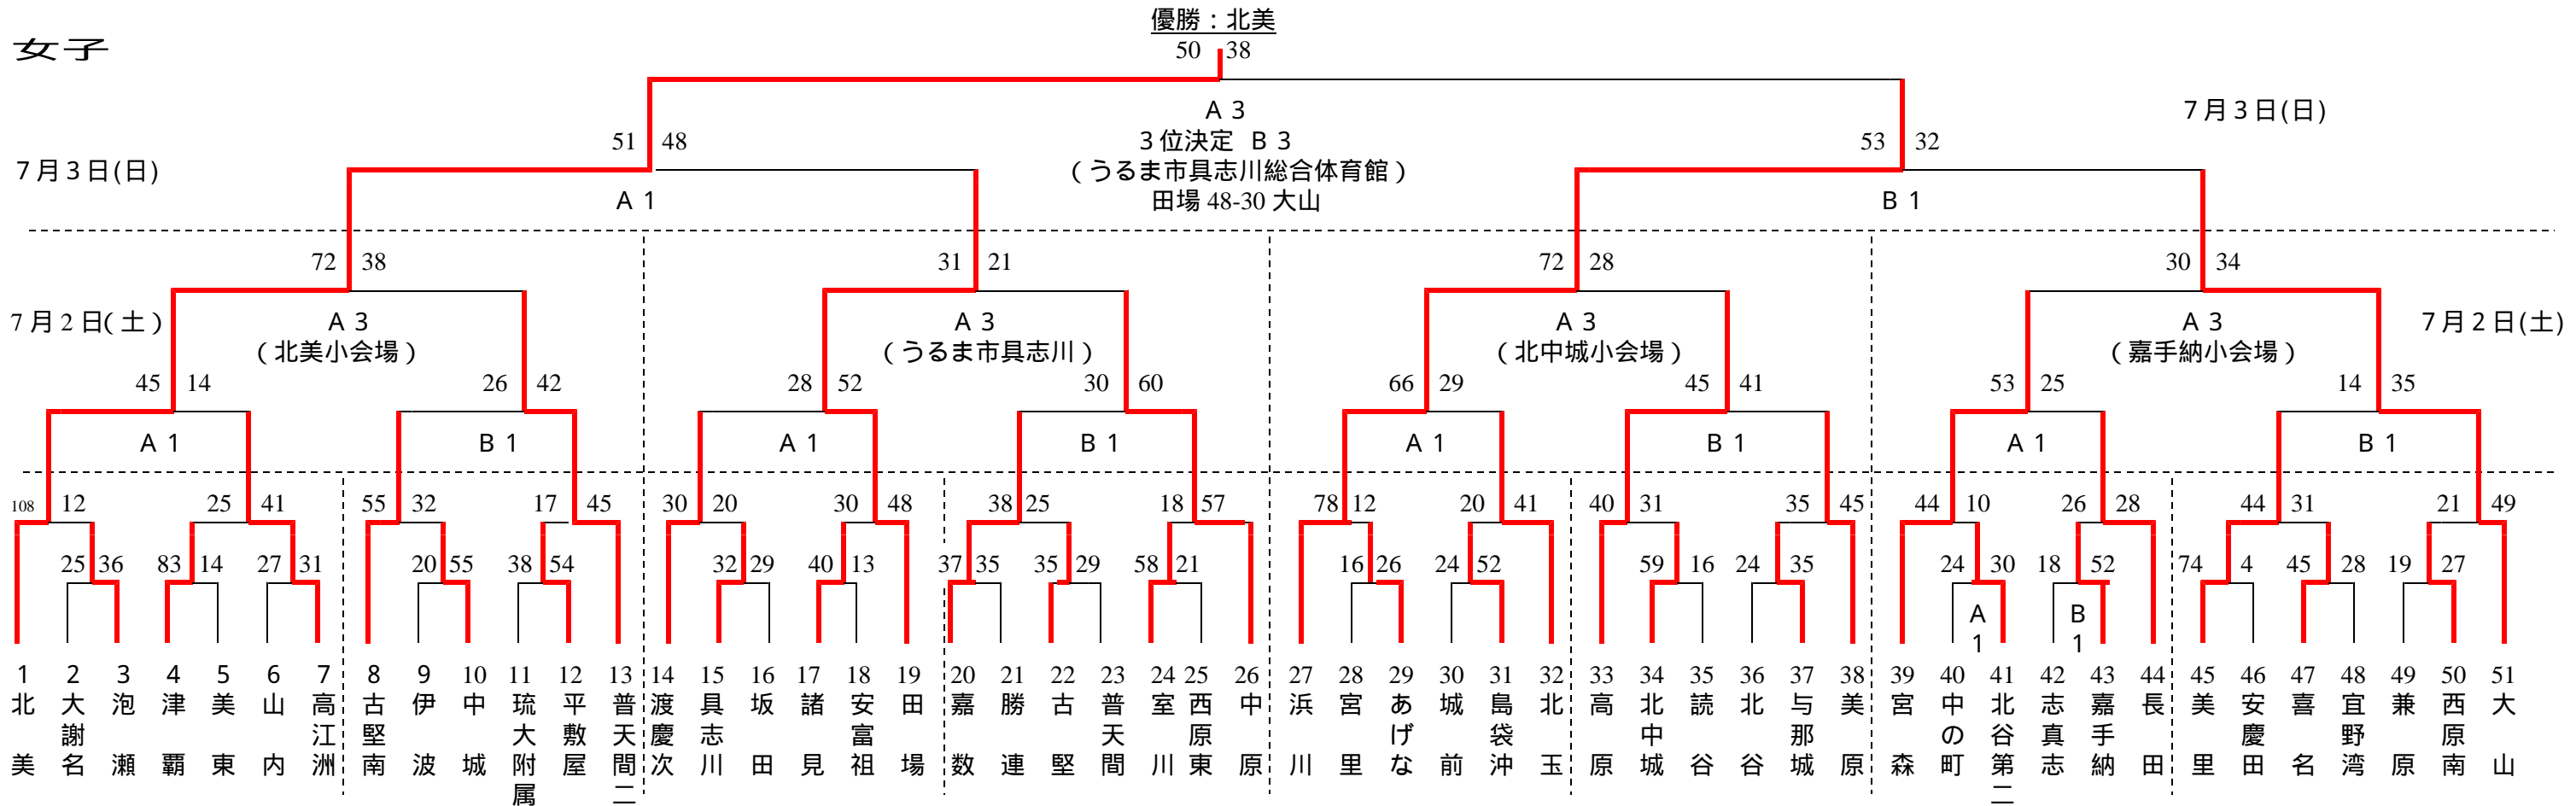 優勝：北美
女子
50 38
A 3
7月3日(日)
51 48
3位決定 B 3
53 32
7月3日(日)
(うるま市具志川総合体育館)
A 1
田場 48-30 大山
B 1
72 38
31 21
72 28
30 34
7月2日(土)
A 3
A 3
A 3
A 3
7月2日(土)
(北美小会場)
(うるま市具志川)
(北中城小会場)
(嘉手納小会場)
45 14
26 42
28 52
30 60
66 29
45 41
53 25
14 35
A 1
B 1
A 1
B 1
A 1
B 1
A 1
B 1
108 12
25 41
55 32
17 45
30 20
30 48
38 25
18 57
78 12
20 41
40 31
35 45
44 10
26 28
44 31
21 49
25 36
83 14
27 31
20 55
38 54
32 29
40 13
37 35
35 29
58 21
16 26
24 52
59 16
24 35
24 30
18 52
74 4
45 28
19 27
A 1
B 1
1 北美
2 大謝名
3 泡瀬
4 津覇
5 美東
6 山内
7 高江洲
8 古堅南
9 伊波
10 中城
11 琉大附属
12 平敷屋
13 普天間二
14 渡慶次
15 具志川
16 坂田
17 諸見
18 安富祖
19 田場
20 嘉数
21 勝連
22 古堅
23 普天間
24 室川
25 西原東
26 中原
27 浜川
28 宮里
29 あげな
30 城前
31 島袋沖
32 北玉
33 高原
34 北中城
35 読谷
36 北谷
37 与那城
38 美原
39 宮森
40 中の町
41 北谷第二
42 志真志
43 嘉手納
44 長田
45 美里
46 安慶田
47 喜名
48 宜野湾
49 兼原
50 西原南
51 大山